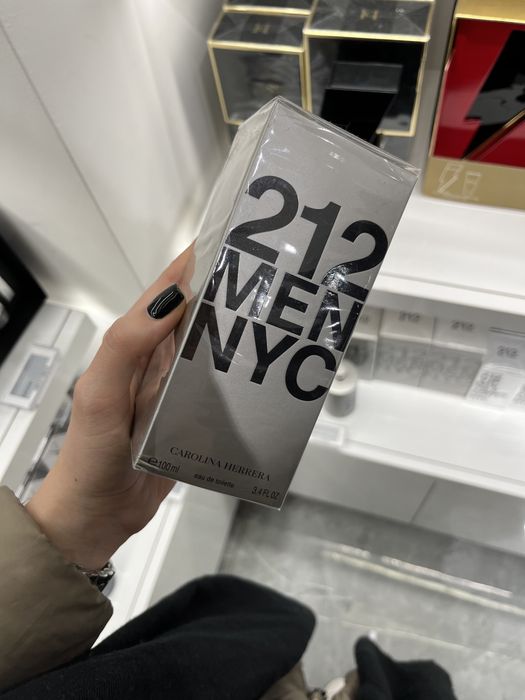 212
MEN
NYC
CAROLINA HERRERA
℮100ml
eau de toilette
3.4 FL OZ